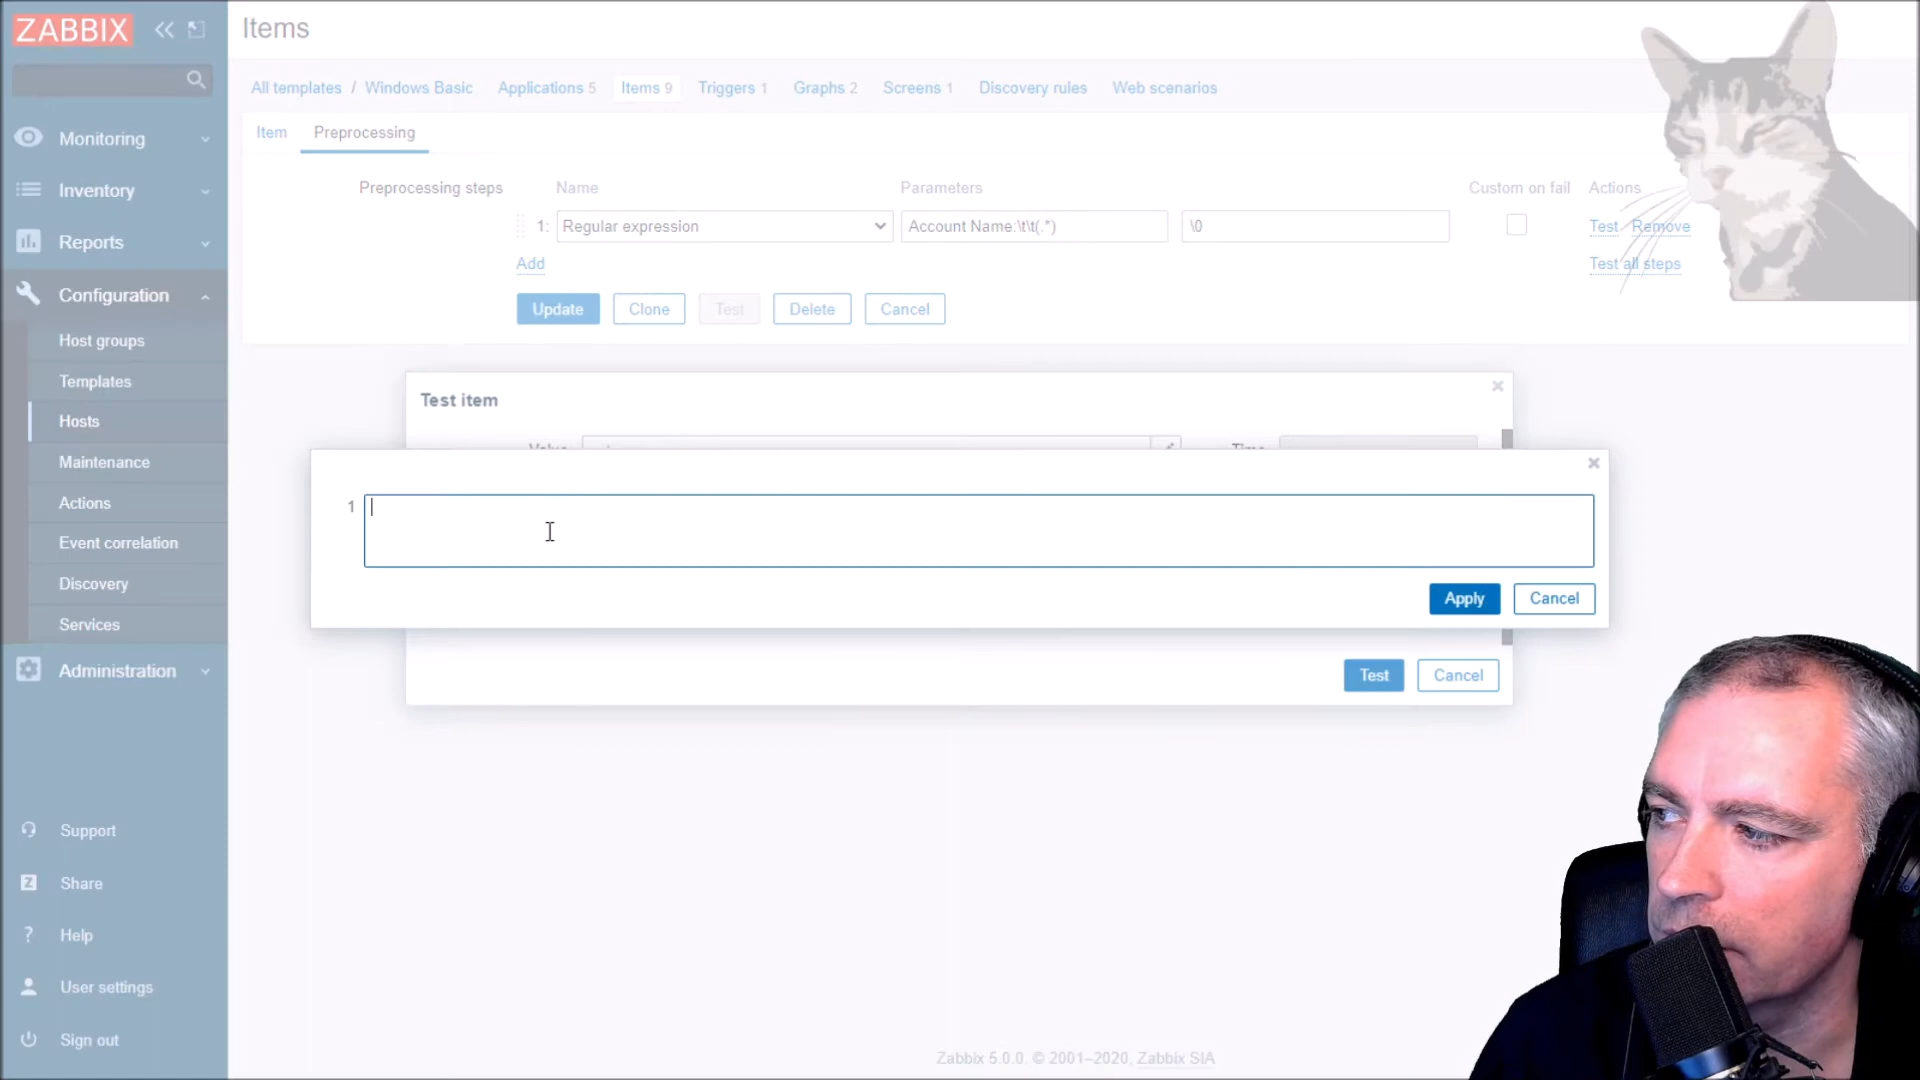 ZABBIX
Items
All templates / Windows Basic Applications 5 Items 9 Triggers 1 Graphs 2 Screens 1 Discovery rules Web scenarios
Item Preprocessing
Preprocessing steps Name Parameters Custom on fail Actions
1: Regular expression Account Name:\t\t(.*) \0 Test Remove
Add Test all steps
Update Clone Test Delete Cancel
Monitoring
Inventory
Reports
Configuration
Host groups
Templates
Hosts
Maintenance
Actions
Event correlation
Discovery
Services
Administration
Support
Z Share
? Help
User settings
Sign out
Test item
Value Time
1
Apply Cancel
Test Cancel
Zabbix 5.0.0. © 2001–2020, Zabbix SIA